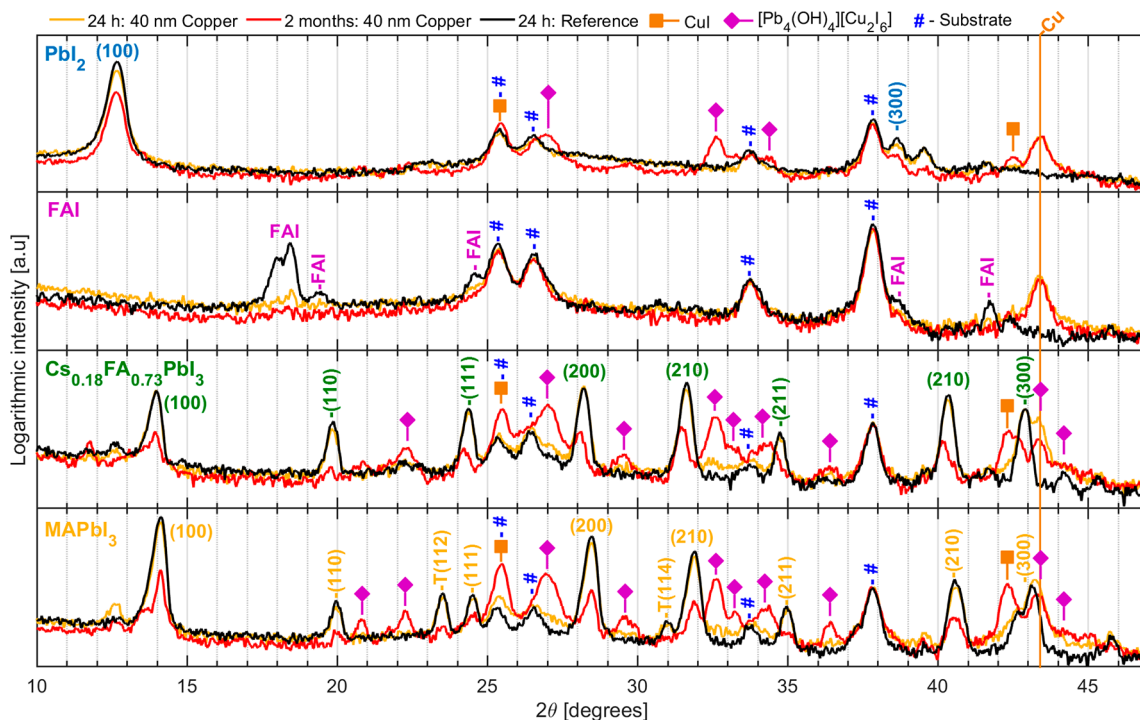 24 h: 40 nm Copper 2 months: 40 nm Copper 24 h: Reference CuI [Pb4(OH)4][Cu2I6] # - Substrate
-Cu
PbI2 (100) # # # # -(300)
FAI FAI FAI FAI # # # # FAI FAI
Cs0.18FA0.73PbI3 (100) -(110) -(111) # # (200) (210) # -(211) # (210) -(300)
MAPbI3 (100) -(110) -T(112) -(111) # # (200) -T(114) (210) # -(211) # -(210) -(300)
Logarithmic intensity [a.u]
10 15 20 25 30 35 40 45
2θ [degrees]